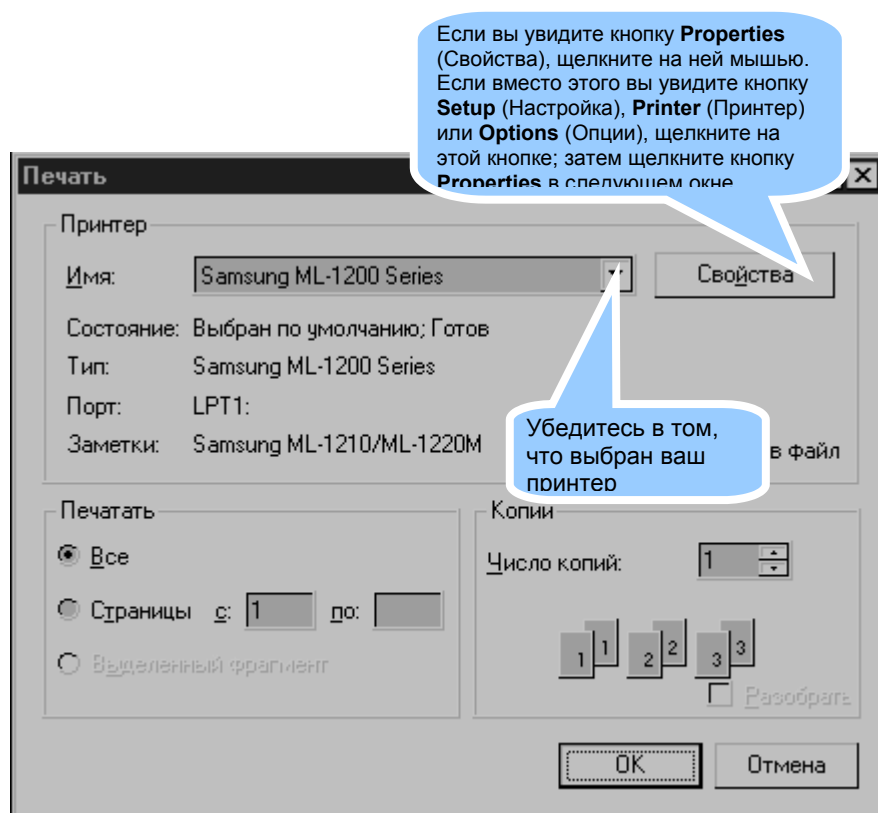 Если вы увидите кнопку Properties
(Свойства), щелкните на ней мышью.
Если вместо этого вы увидите кнопку
Setup (Настройка), Printer (Принтер)
или Options (Опции), щелкните на
этой кнопке; затем щелкните кнопку
Properties в следующем окне
Печать
Принтер
Имя: Samsung ML-1200 Series Свойства
Состояние: Выбран по умолчанию; Готов
Тип: Samsung ML-1200 Series
Порт: LPT1:
Заметки: Samsung ML-1210/ML-1220M
в файл
Убедитесь в том,
что выбран ваш
принтер
Печатать
Все
Страницы с: 1 по:
Выделенный фрагмент
Копии
Число копий: 1
1 1 2 2 3 3
Разобрать
OK Отмена